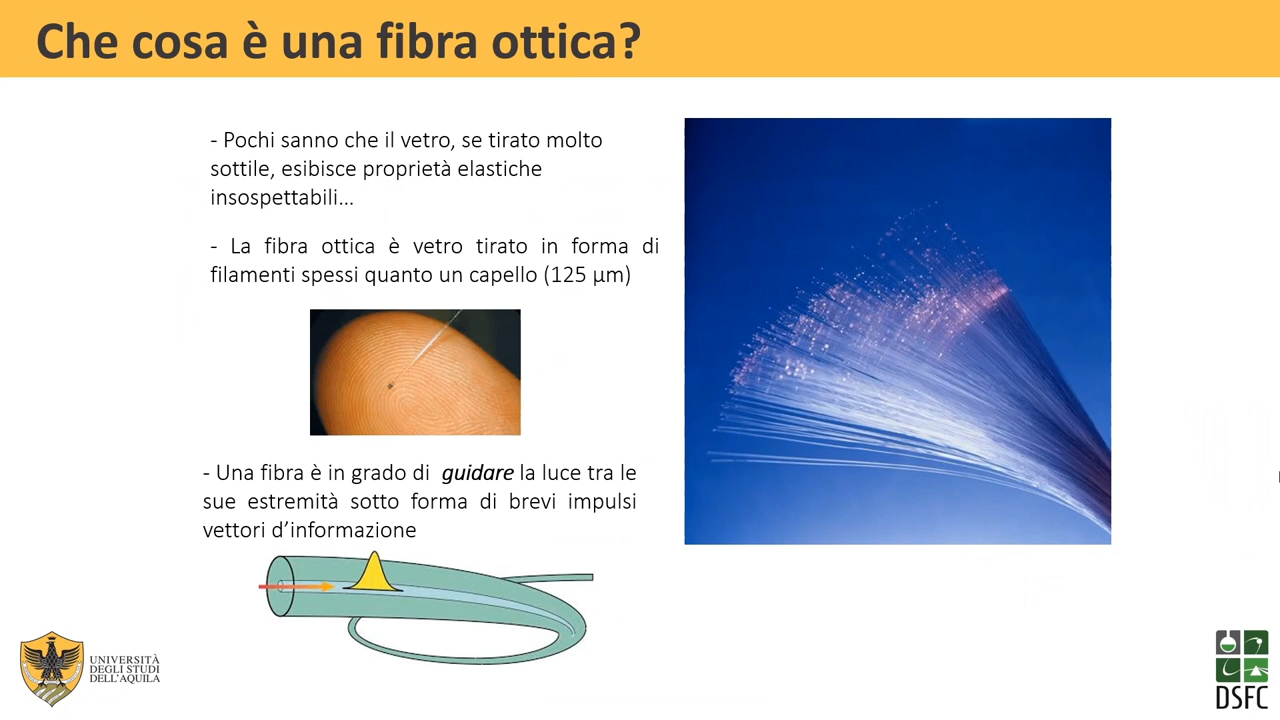 Che cosa è una fibra ottica?
- Pochi sanno che il vetro, se tirato molto
sottile, esibisce proprietà elastiche
insospettabili...
- La fibra ottica è vetro tirato in forma di
filamenti spessi quanto un capello (125 μm)
- Una fibra è in grado di guidare la luce tra le
sue estremità sotto forma di brevi impulsi
vettori d’informazione
UNIVERSITÀ
DEGLI STUDI
DELL'AQUILA
DSFC